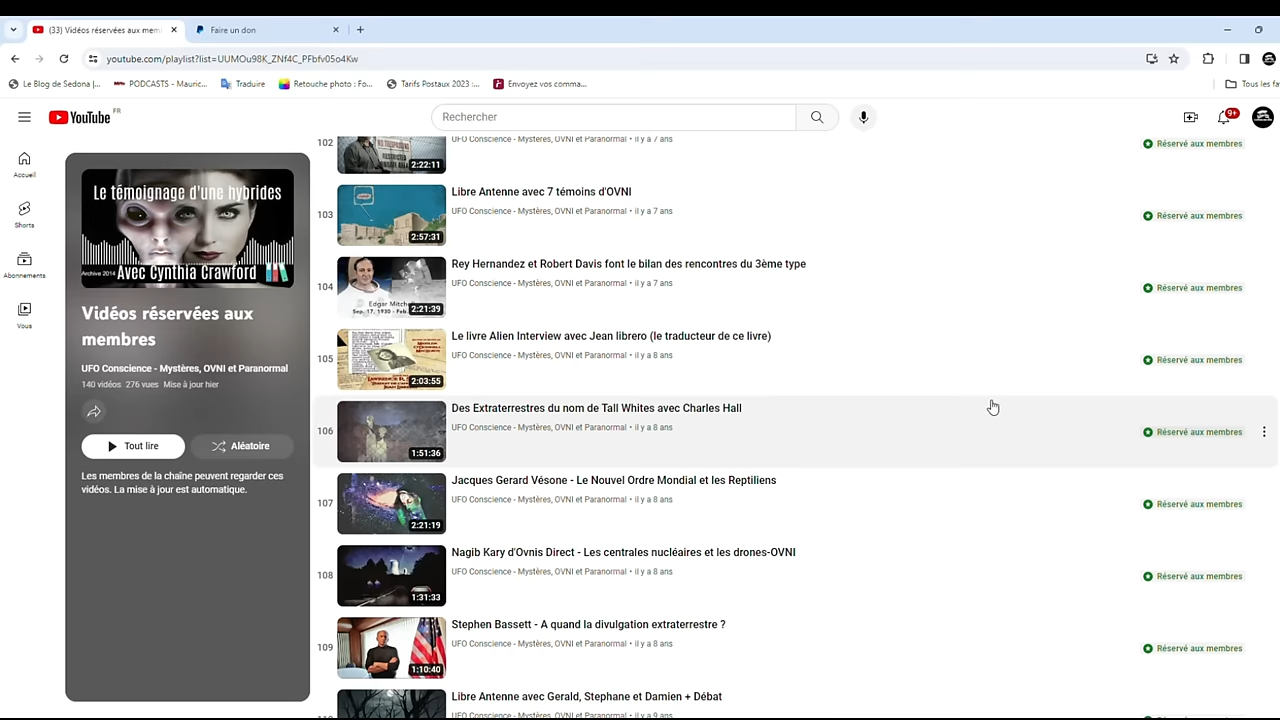 (33) Vidéos réservées aux mem
Faire un don
youtube.com/playlist?list=UUMOu98K_ZNf4C_PFbfv05o4Kw
Le Blog de Sedona |...
PODCASTS - Mauric...
Traduire
Retouche photo : Fo...
Tarifs Postaux 2023 :...
Envoyez vos comma...
Tous les fa
YouTube FR
Rechercher
9+
Accueil
Shorts
Abonnements
Vous
Le témoignage d'une hybrides
Archive 2014 Avec Cynthia Crawford
Vidéos réservées aux
membres
UFO Conscience - Mystères, OVNI et Paranormal
140 vidéos 276 vues Mise à jour hier
Tout lire
Aléatoire
Les membres de la chaîne peuvent regarder ces
vidéos. La mise à jour est automatique.
102
2:22:11
UFO Conscience - Mystères, OVNI et Paranormal • il y a 7 ans
Réservé aux membres
103
2:57:31
Libre Antenne avec 7 témoins d'OVNI
UFO Conscience - Mystères, OVNI et Paranormal • il y a 7 ans
Réservé aux membres
104
Edgar Mitch
Sep. 17, 1930 - Feb.
2:21:39
Rey Hernandez et Robert Davis font le bilan des rencontres du 3ème type
UFO Conscience - Mystères, OVNI et Paranormal • il y a 7 ans
Réservé aux membres
105
2:03:55
Le livre Alien Interview avec Jean librero (le traducteur de ce livre)
UFO Conscience - Mystères, OVNI et Paranormal • il y a 8 ans
Réservé aux membres
106
1:51:36
Des Extraterrestres du nom de Tall Whites avec Charles Hall
UFO Conscience - Mystères, OVNI et Paranormal • il y a 8 ans
Réservé aux membres
107
2:21:19
Jacques Gerard Vésone - Le Nouvel Ordre Mondial et les Reptiliens
UFO Conscience - Mystères, OVNI et Paranormal • il y a 8 ans
Réservé aux membres
108
1:31:33
Nagib Kary d'Ovnis Direct - Les centrales nucléaires et les drones-OVNI
UFO Conscience - Mystères, OVNI et Paranormal • il y a 8 ans
Réservé aux membres
109
1:10:40
Stephen Bassett - A quand la divulgation extraterrestre ?
UFO Conscience - Mystères, OVNI et Paranormal • il y a 8 ans
Réservé aux membres
Libre Antenne avec Gerald, Stephane et Damien + Débat
UFO Conscience - Mystères, OVNI et Paranormal • il y a 9 ans